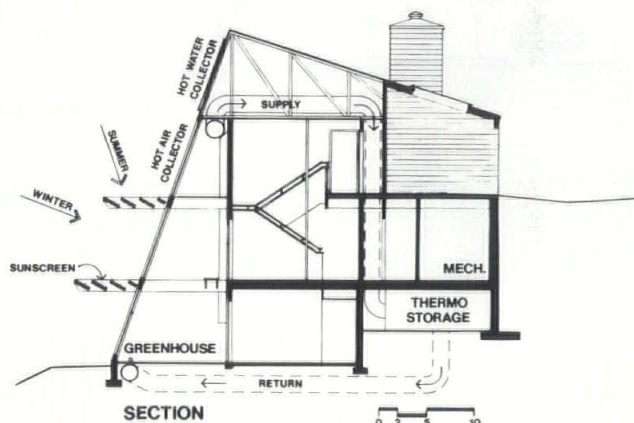 HOT WATER
COLLECTOR
SUPPLY
HOT AIR
COLLECTOR
SUMMER
WINTER
SUNSCREEN
MECH.
THERMO
STORAGE
GREENHOUSE
RETURN
SECTION
0 2 5 10